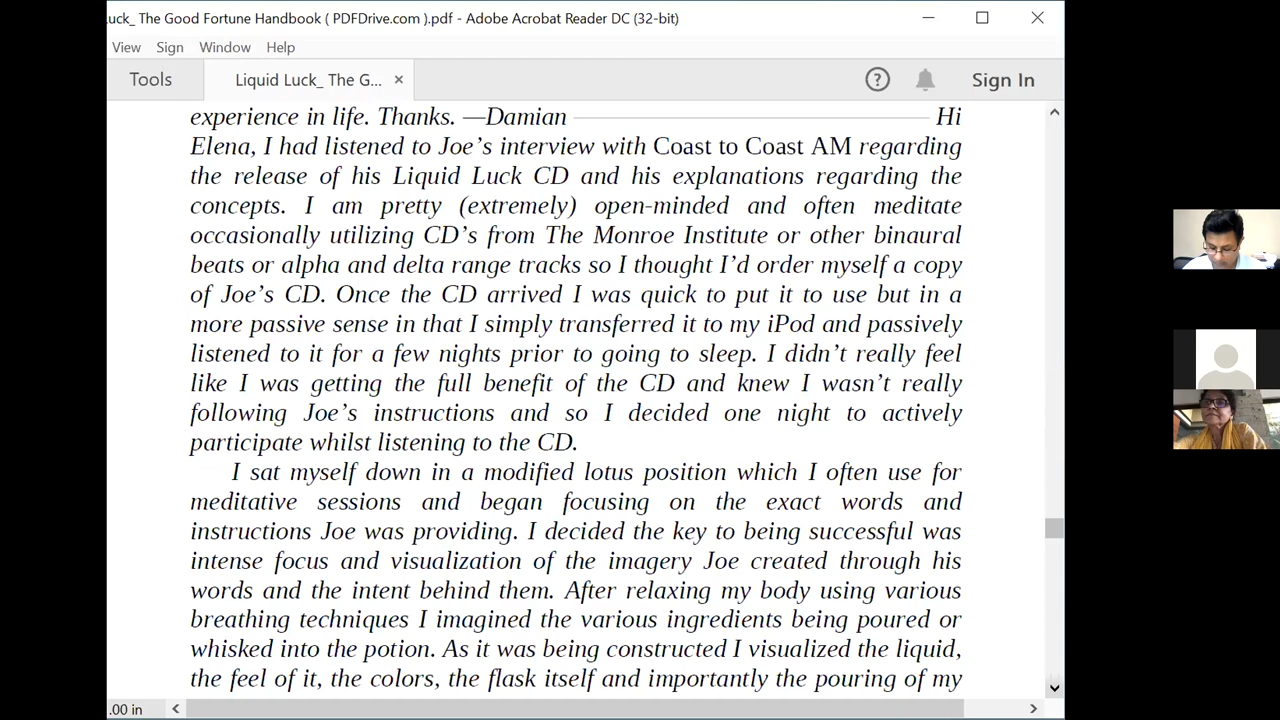 uck_ The Good Fortune Handbook ( PDFDrive.com ).pdf - Adobe Acrobat Reader DC (32-bit)
View Sign Window Help
Tools Liquid Luck_ The G... × ? Sign In
experience in life. Thanks. —Damian Hi
Elena, I had listened to Joe’s interview with Coast to Coast AM regarding
the release of his Liquid Luck CD and his explanations regarding the
concepts. I am pretty (extremely) open-minded and often meditate
occasionally utilizing CD’s from The Monroe Institute or other binaural
beats or alpha and delta range tracks so I thought I’d order myself a copy
of Joe’s CD. Once the CD arrived I was quick to put it to use but in a
more passive sense in that I simply transferred it to my iPod and passively
listened to it for a few nights prior to going to sleep. I didn’t really feel
like I was getting the full benefit of the CD and knew I wasn’t really
following Joe’s instructions and so I decided one night to actively
participate whilst listening to the CD.
I sat myself down in a modified lotus position which I often use for
meditative sessions and began focusing on the exact words and
instructions Joe was providing. I decided the key to being successful was
intense focus and visualization of the imagery Joe created through his
words and the intent behind them. After relaxing my body using various
breathing techniques I imagined the various ingredients being poured or
whisked into the potion. As it was being constructed I visualized the liquid,
the feel of it, the colors, the flask itself and importantly the pouring of my
.00 in